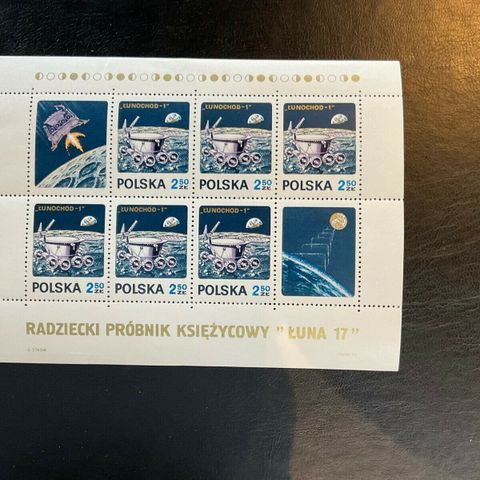 „ŁUNOCHOD-1" „ŁUNOCHOD-1" „ŁUNOCHOD-1"
POLSKA 2 50 ZŁ POLSKA 2 50 ZŁ POLSKA 2 50 ZŁ
„ŁUNOCHOD-1" „ŁUNOCHOD-1" „ŁUNOCHOD-1"
POLSKA 2 50 ZŁ POLSKA 2 50 ZŁ POLSKA 2 50 ZŁ
RADZIECKI PRÓBNIK KSIĘŻYCOWY "ŁUNA 17"